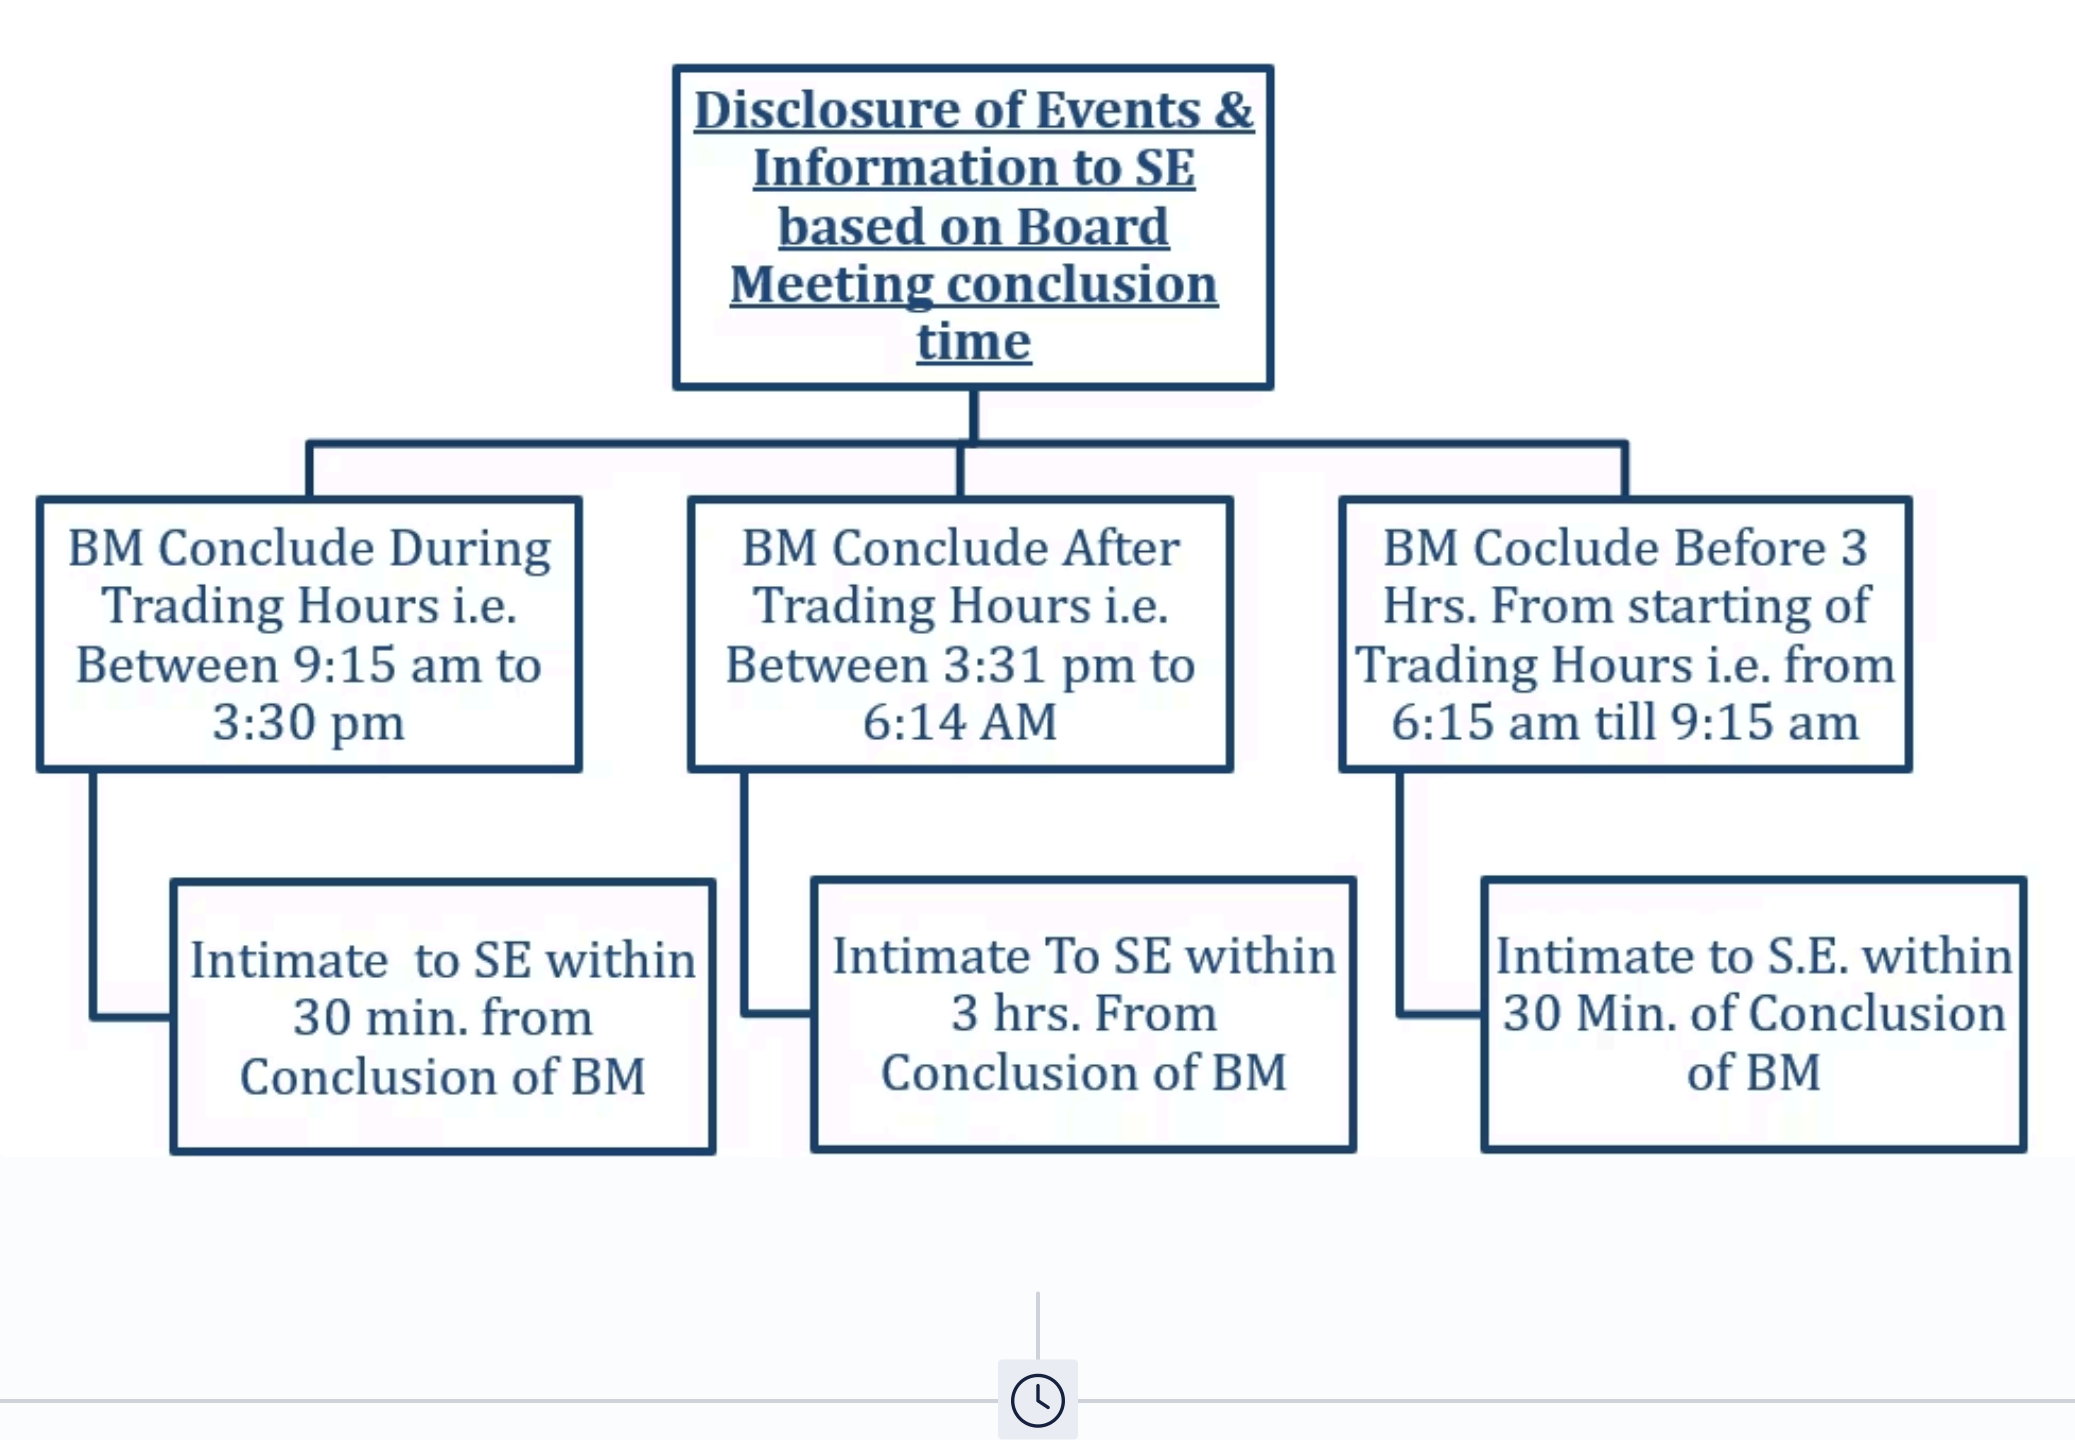 Disclosure of Events &
Information to SE
based on Board
Meeting conclusion
time
BM Conclude During
Trading Hours i.e.
Between 9:15 am to
3:30 pm
BM Conclude After
Trading Hours i.e.
Between 3:31 pm to
6:14 AM
BM Coclude Before 3
Hrs. From starting of
Trading Hours i.e. from
6:15 am till 9:15 am
Intimate to SE within
30 min. from
Conclusion of BM
Intimate To SE within
3 hrs. From
Conclusion of BM
Intimate to S.E. within
30 Min. of Conclusion
of BM